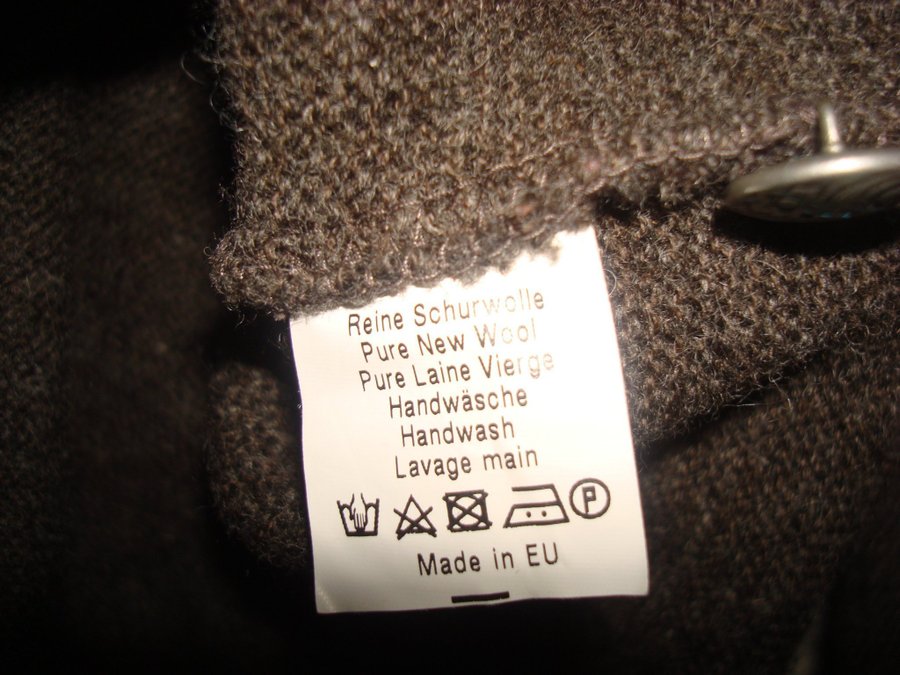 Reine Schurwolle
Pure New Wool
Pure Laine Vierge
Handwäsche
Handwash
Lavage main
P
Made in EU